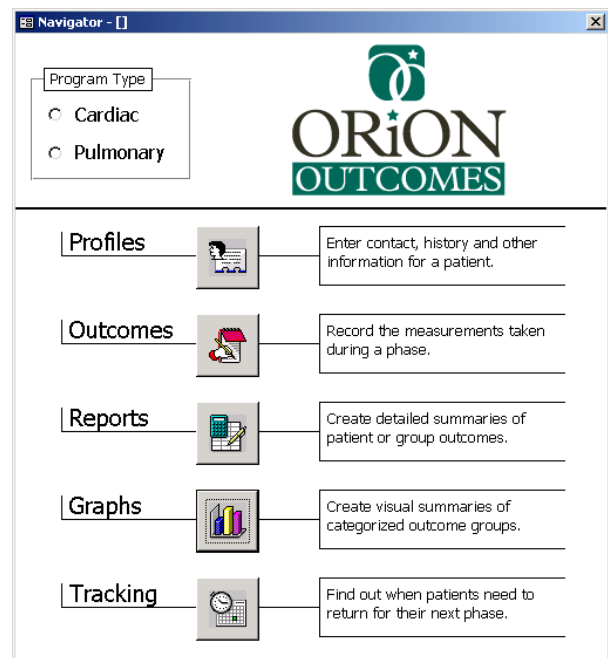 Navigator - []
Program Type
Cardiac
Pulmonary
ORiON
OUTCOMES
Profiles
Enter contact, history and other
information for a patient.
Outcomes
Record the measurements taken
during a phase.
Reports
Create detailed summaries of
patient or group outcomes.
Graphs
Create visual summaries of
categorized outcome groups.
Tracking
Find out when patients need to
return for their next phase.